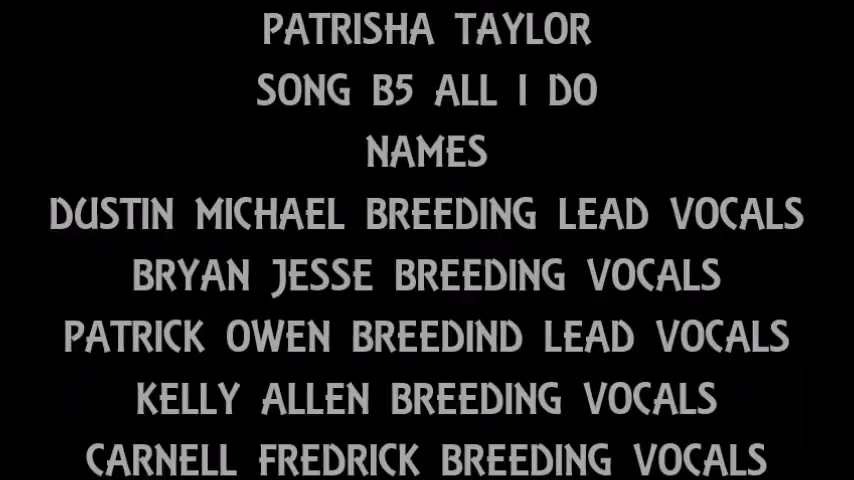 PATRISHA TAYLOR
SONG B5 ALL I DO
NAMES
DUSTIN MICHAEL BREEDING LEAD VOCALS
BRYAN JESSE BREEDING VOCALS
PATRICK OWEN BREEDIND LEAD VOCALS
KELLY ALLEN BREEDING VOCALS
CARNELL FREDRICK BREEDING VOCALS